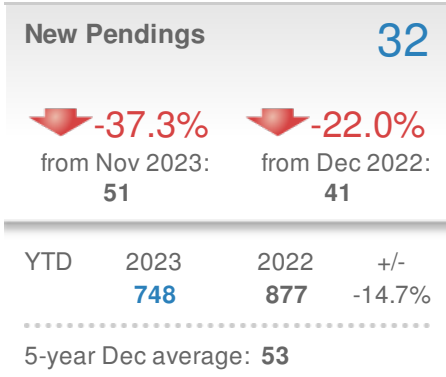 New Pendings 32
-37.3% -22.0%
from Nov 2023: from Dec 2022:
51 41
YTD 2023 2022 +/-
748 877 -14.7%
5-year Dec average: 53